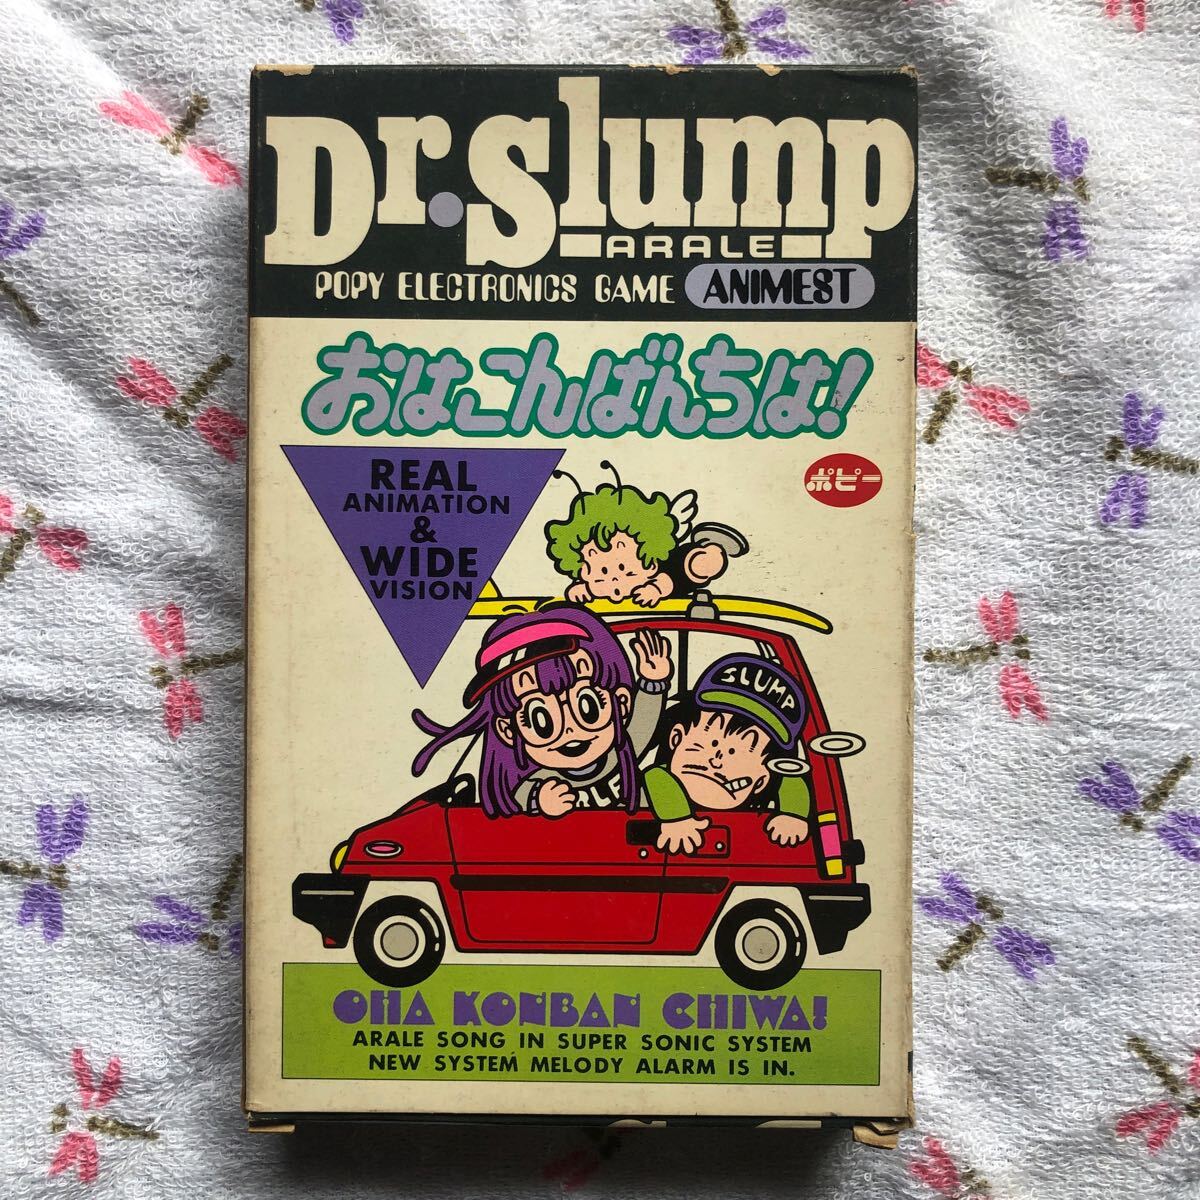 Dr.Slump
ARALE
POPY ELECTRONICS GAME ANIMEST
おはこんばんちは!
REAL
ANIMATION
&
WIDE
VISION
ポピー
SLUMP
OHA KONBAN CHIWA!
ARALE SONG IN SUPER SONIC SYSTEM
NEW SYSTEM MELODY ALARM IS IN.